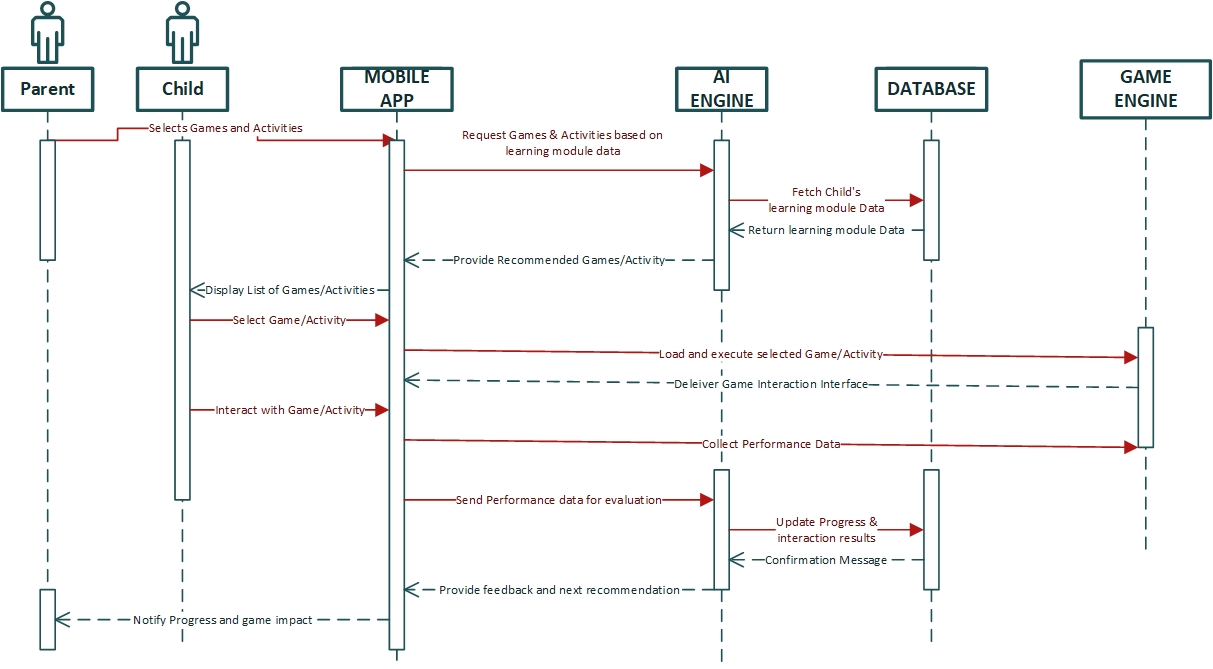 Parent
Child
MOBILE
APP
AI
ENGINE
DATABASE
GAME
ENGINE
Selects Games and Activities
Request Games & Activities based on
learning module data
Fetch Child's
learning module Data
Return learning module Data
Provide Recommended Games/Activity
Display List of Games/Activities
Select Game/Activity
Load and execute selected Game/Activity
Deleiver Game Interaction Interface
Interact with Game/Activity
Collect Performance Data
Send Performance data for evaluation
Update Progress &
interaction results
Confirmation Message
Provide feedback and next recommendation
Notify Progress and game impact